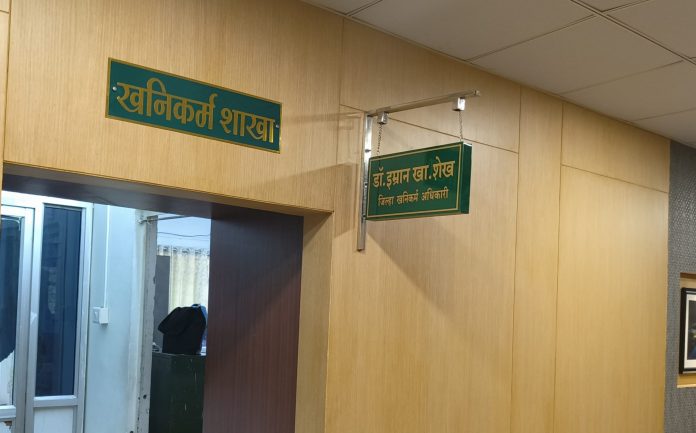 खनिकर्म शाखा
डॉ. इम्रान खा. शेख
जिल्हा खनिकर्म अधिकारी